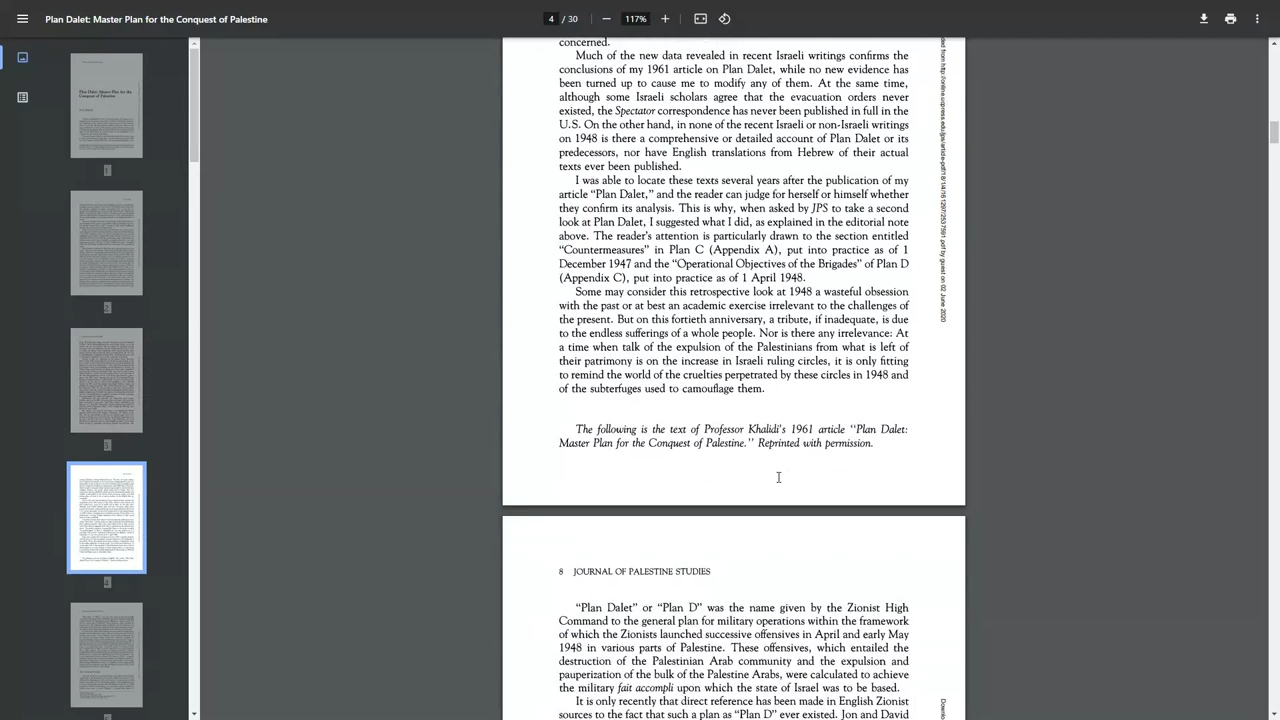 Plan Dalet: Master Plan for the Conquest of Palestine
4 / 30
117%
Plan Dalet: Master Plan for the
Conquest of Palestine
1
2
3
4
concerned.
Much of the new data revealed in recent Israeli writings confirms the
conclusions of my 1961 article on Plan Dalet, while no new evidence has
been turned up to cause me to modify any of them. At the same time,
although some Israeli scholars agree that the evacuation orders never
existed, the Spectator correspondence has never been published in full in the
U.S. On the other hand, in none of the recent Israeli or non-Israeli writings
on 1948 is there a comprehensive or detailed account of Plan Dalet or its
predecessors, nor have English translations from Hebrew of their actual
texts ever been published.
I was able to locate these texts several years after the publication of my
article “Plan Dalet,” and the reader can judge for herself or himself whether
they confirm its analysis. This is why, when asked by JPS to take a second
look at Plan Dalet, I suggested what I did, as explained in the editorial note
above. The reader’s attention is particularly drawn to the section entitled
“Countermeasures” in Plan C (Appendix A), put into practice as of 1
December 1947 and the “Operational Objectives of the Brigades” of Plan D
(Appendix C), put into practice as of 1 April 1948.
Some may consider this retrospective look at 1948 a wasteful obsession
with the past or at best an academic exercise irrelevant to the challenges of
the present. But on this fortieth anniversary, a tribute, if inadequate, is due
to the endless sufferings of a whole people. Nor is there any irrelevance: At
a time when talk of the expulsion of the Palestinians from what is left of
their patrimony is on the increase in Israeli ruling circles, it is only fitting
to remind the world of the cruelties perpetrated by these circles in 1948 and
of the subterfuges used to camouflage them.
The following is the text of Professor Khalidi’s 1961 article ‘‘Plan Dalet:
Master Plan for the Conquest of Palestine.’’ Reprinted with permission.
8 JOURNAL OF PALESTINE STUDIES
“Plan Dalet” or “Plan D” was the name given by the Zionist High
Command to the general plan for military operations within the framework
of which the Zionists launched successive offensives in April and early May
1948 in various parts of Palestine. These offensives, which entailed the
destruction of the Palestinian Arab community and the expulsion and
pauperization of the bulk of the Palestine Arabs, were calculated to achieve
the military fait accompli upon which the state of Israel was to be based.
It is only recently that direct reference has been made in English Zionist
sources to the fact that such a plan as “Plan D” ever existed. Jon and David
by guest on 02 June 2020
Downlo